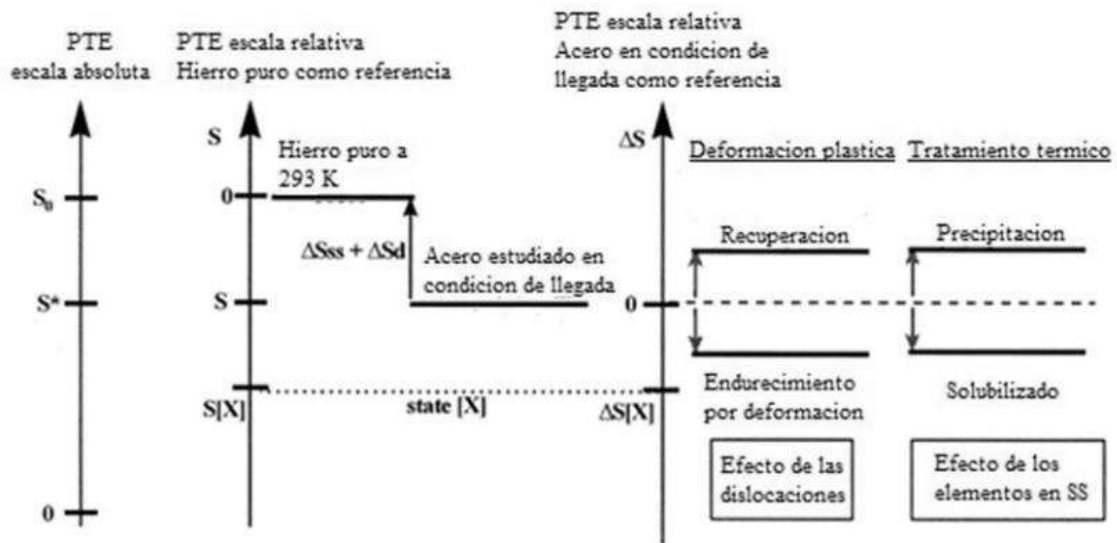 PTE
escala absoluta
S₀
S*
0
PTE escala relativa
Hierro puro como referencia
S
Hierro puro a
293 K
0
ΔSss + ΔSd
Acero estudiado en
condicion de llegada
S
S[X]
state [X]
PTE escala relativa
Acero en condicion de
llegada como referencia
ΔS
0
ΔS[X]
Deformacion plastica
Recuperacion
Endurecimiento
por deformacion
Efecto de las
dislocaciones
Tratamiento termico
Precipitacion
Solubilizado
Efecto de los
elementos en SS